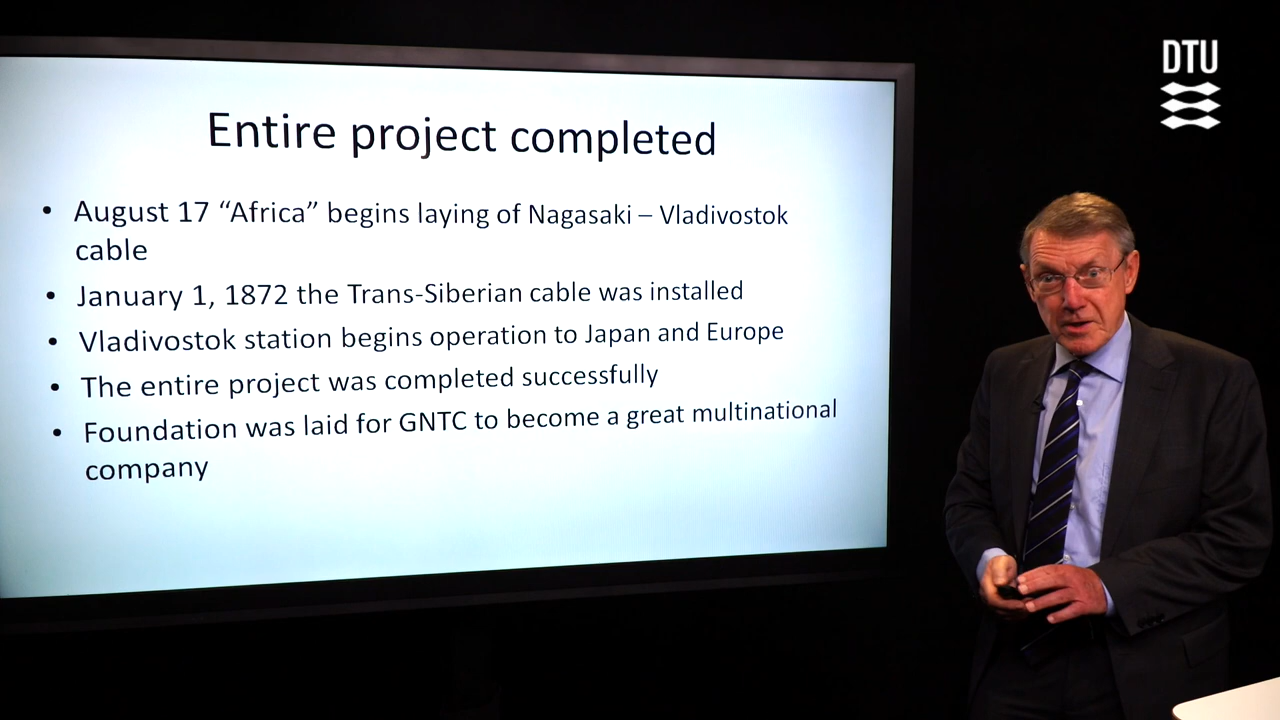 DTU
Entire project completed
• August 17 “Africa” begins laying of Nagasaki – Vladivostok
cable
• January 1, 1872 the Trans-Siberian cable was installed
• Vladivostok station begins operation to Japan and Europe
• The entire project was completed successfully
• Foundation was laid for GNTC to become a great multinational
company